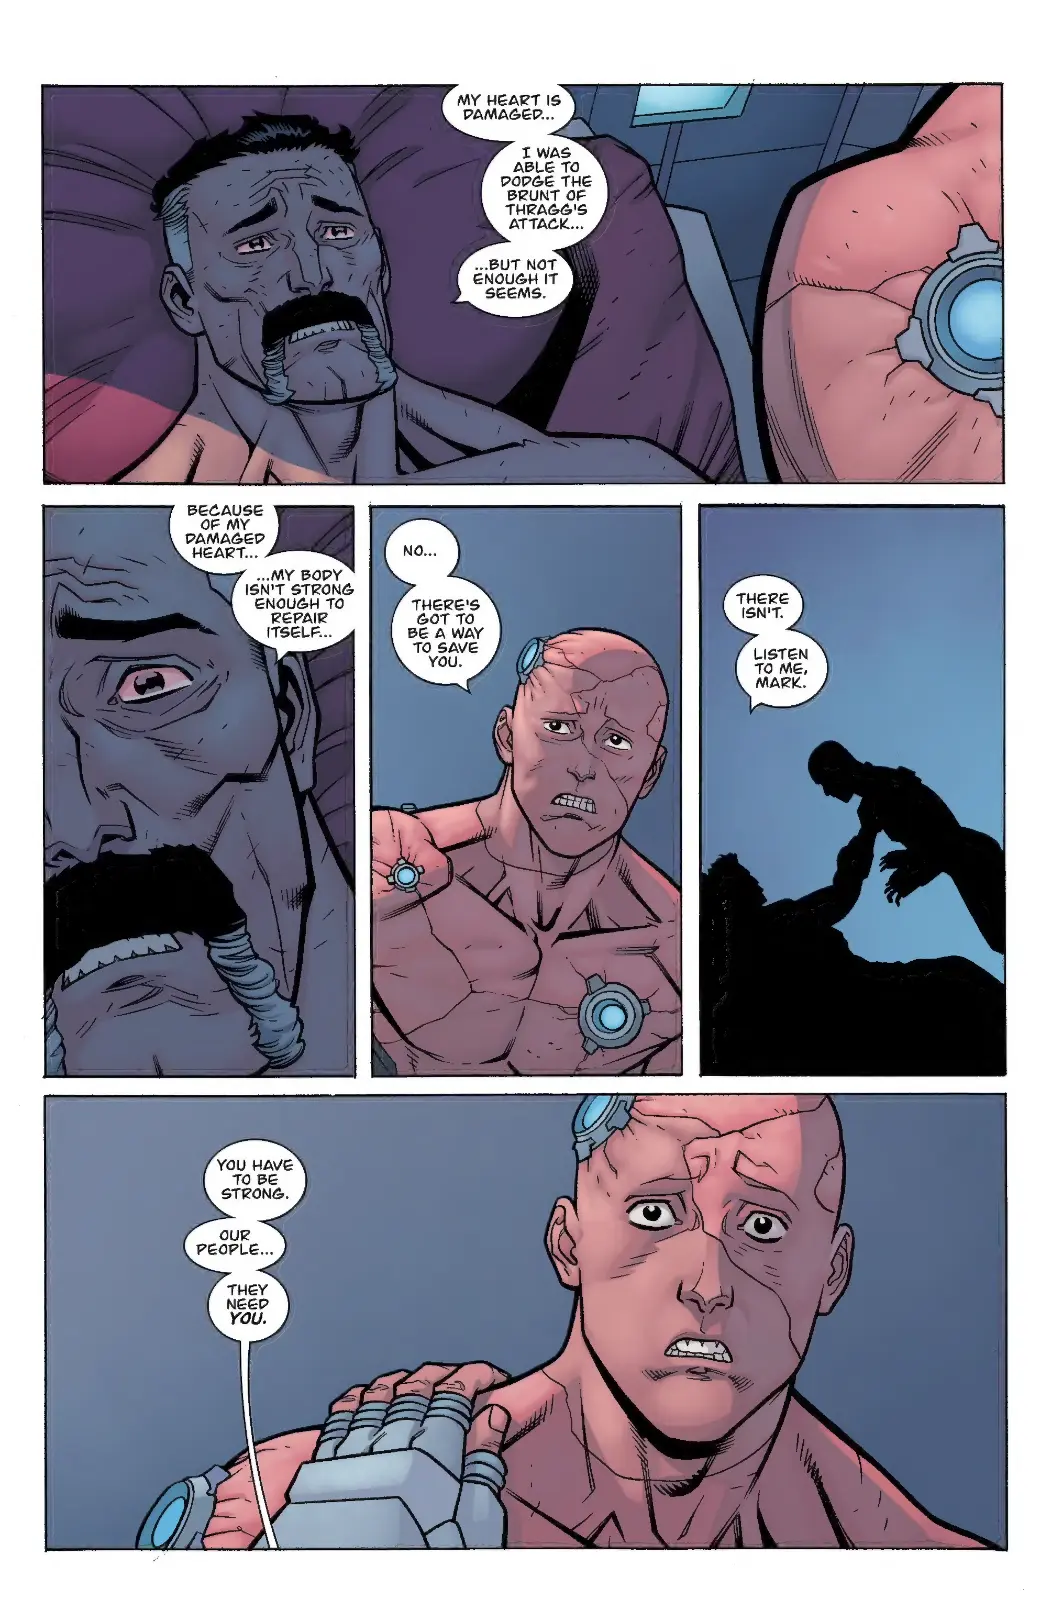 MY HEART IS
DAMAGED...
I WAS
ABLE TO
DODGE THE
BRUNT OF
THRAGG'S
ATTACK...
...BUT NOT
ENOUGH IT
SEEMS.
BECAUSE
OF MY
DAMAGED
HEART...
...MY BODY
ISN'T STRONG
ENOUGH TO
REPAIR
ITSELF...
NO...
THERE'S
GOT TO
BE A WAY
TO SAVE
YOU.
THERE
ISN'T.
LISTEN
TO ME,
MARK.
YOU HAVE
TO BE
STRONG.
OUR
PEOPLE...
THEY
NEED
YOU.